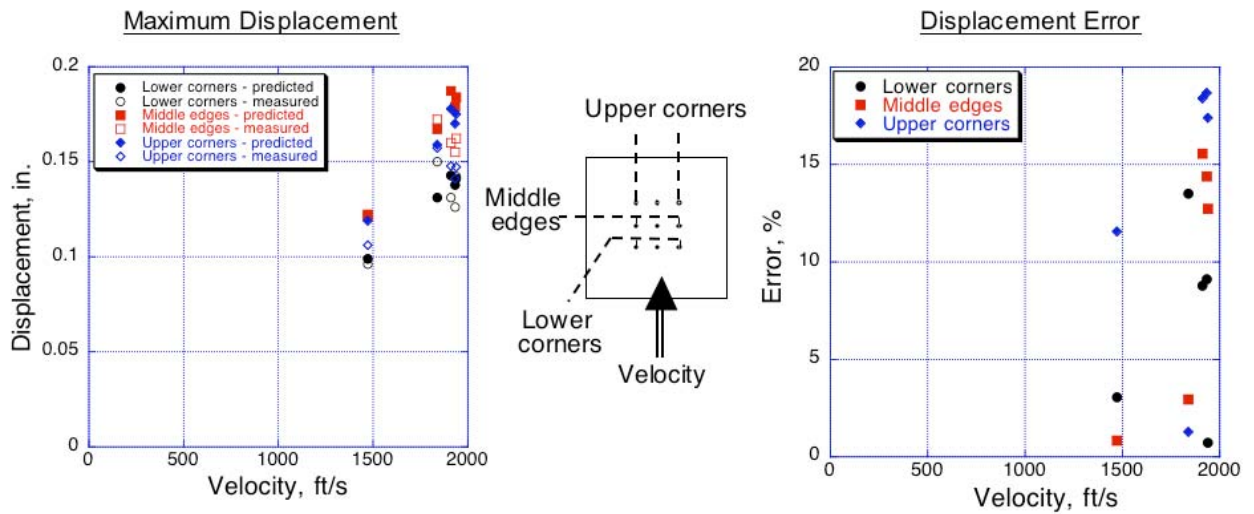 Maximum Displacement
Displacement, in.
0.2
0.15
0.1
0.05
0
Lower corners - predicted
Lower corners - measured
Middle edges - predicted
Middle edges - measured
Upper corners - predicted
Upper corners - measured
0 500 1000 1500 2000
Velocity, ft/s
Upper corners
Middle
edges
Lower
corners
Velocity
Displacement Error
Error, %
20
15
10
5
0
Lower corners
Middle edges
Upper corners
0 500 1000 1500 2000
Velocity, ft/s